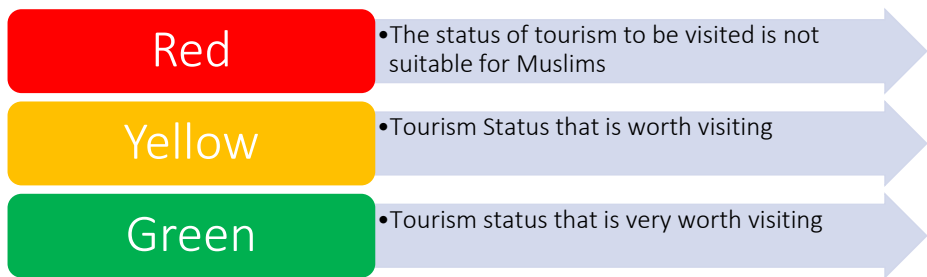 Red
•The status of tourism to be visited is not
suitable for Muslims
Yellow
•Tourism Status that is worth visiting
Green
•Tourism status that is very worth visiting